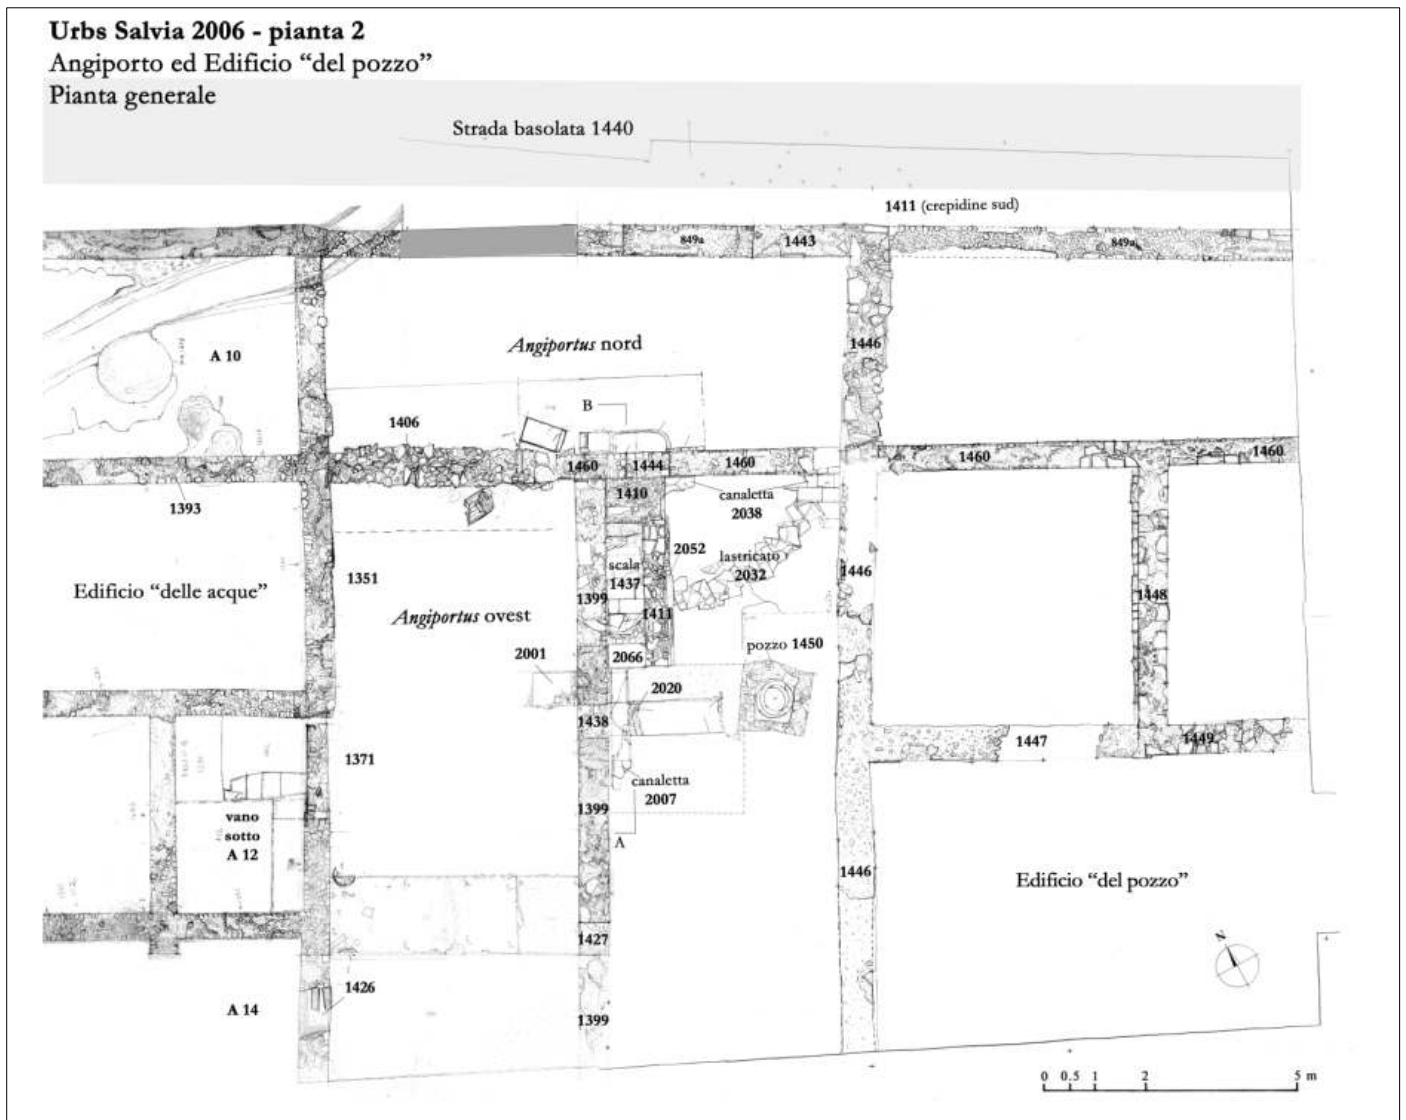 Urbs Salvia 2006 - pianta 2
Angiporto ed Edificio “del pozzo”
Pianta generale
Strada basolata 1440
1411 (crepidine sud)
849a
1443
849a
A 10
Angiportus nord
1446
B
1406
1460
1444
1460
1460
1460
1393
1410
canaletta
2038
2052
lastricato
2032
scala
1437
Edificio “delle acque”
1351
1399
1446
1448
Angiportus ovest
1411
2001
2066
pozzo 1450
2020
1438
1447
1449
1371
canaletta
2007
1399
vano
sotto
A 12
A
1446
Edificio “del pozzo”
1427
N
1426
A 14
1399
0 0.5 1 2 5 m